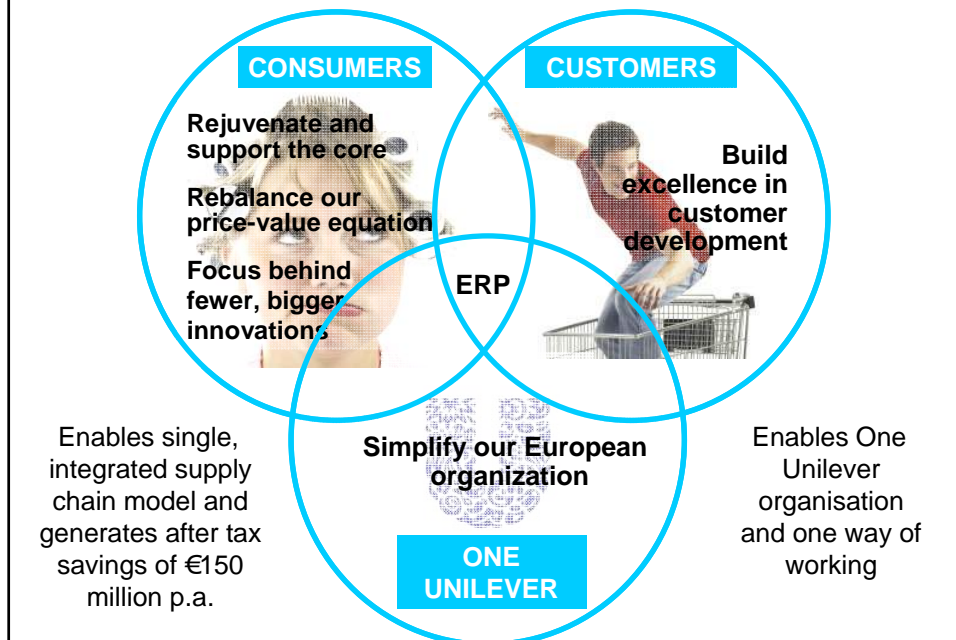 CONSUMERS
CUSTOMERS
Rejuvenate and
support the core
Rebalance our
price-value equation
Focus behind
fewer, bigger
innovations
Build
excellence in
customer
development
ERP
Simplify our European
organization
ONE
UNILEVER
Enables single,
integrated supply
chain model and
generates after tax
savings of €150
million p.a.
Enables One
Unilever
organisation
and one way of
working